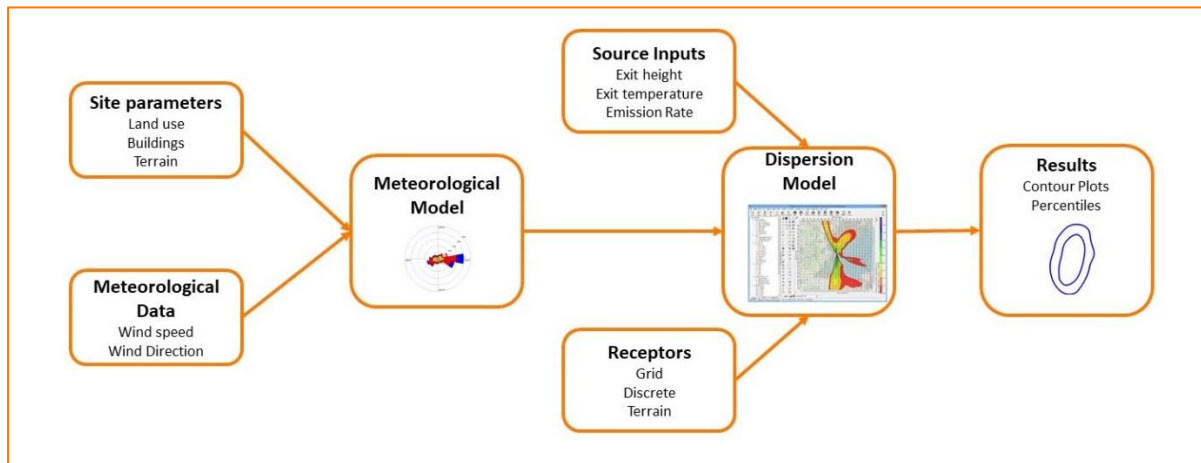 Site parameters
Land use
Buildings
Terrain
Meteorological
Data
Wind speed
Wind Direction
Meteorological
Model
Source Inputs
Exit height
Exit temperature
Emission Rate
Dispersion
Model
Receptors
Grid
Discrete
Terrain
Results
Contour Plots
Percentiles